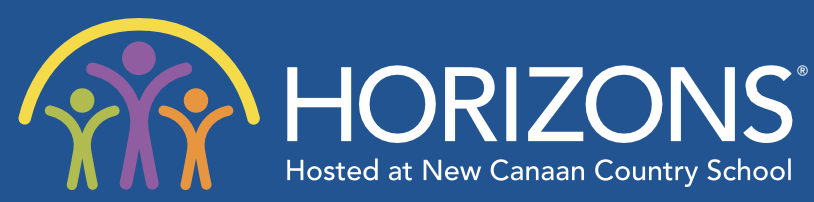 HORIZONS®
Hosted at New Canaan Country School